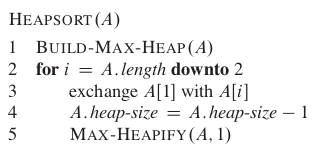 HEAPSORT(A)
1 BUILD-MAX-HEAP(A)
2 for i = A.length downto 2
3 exchange A[1] with A[i]
4 A.heap-size = A.heap-size − 1
5 MAX-HEAPIFY(A, 1)